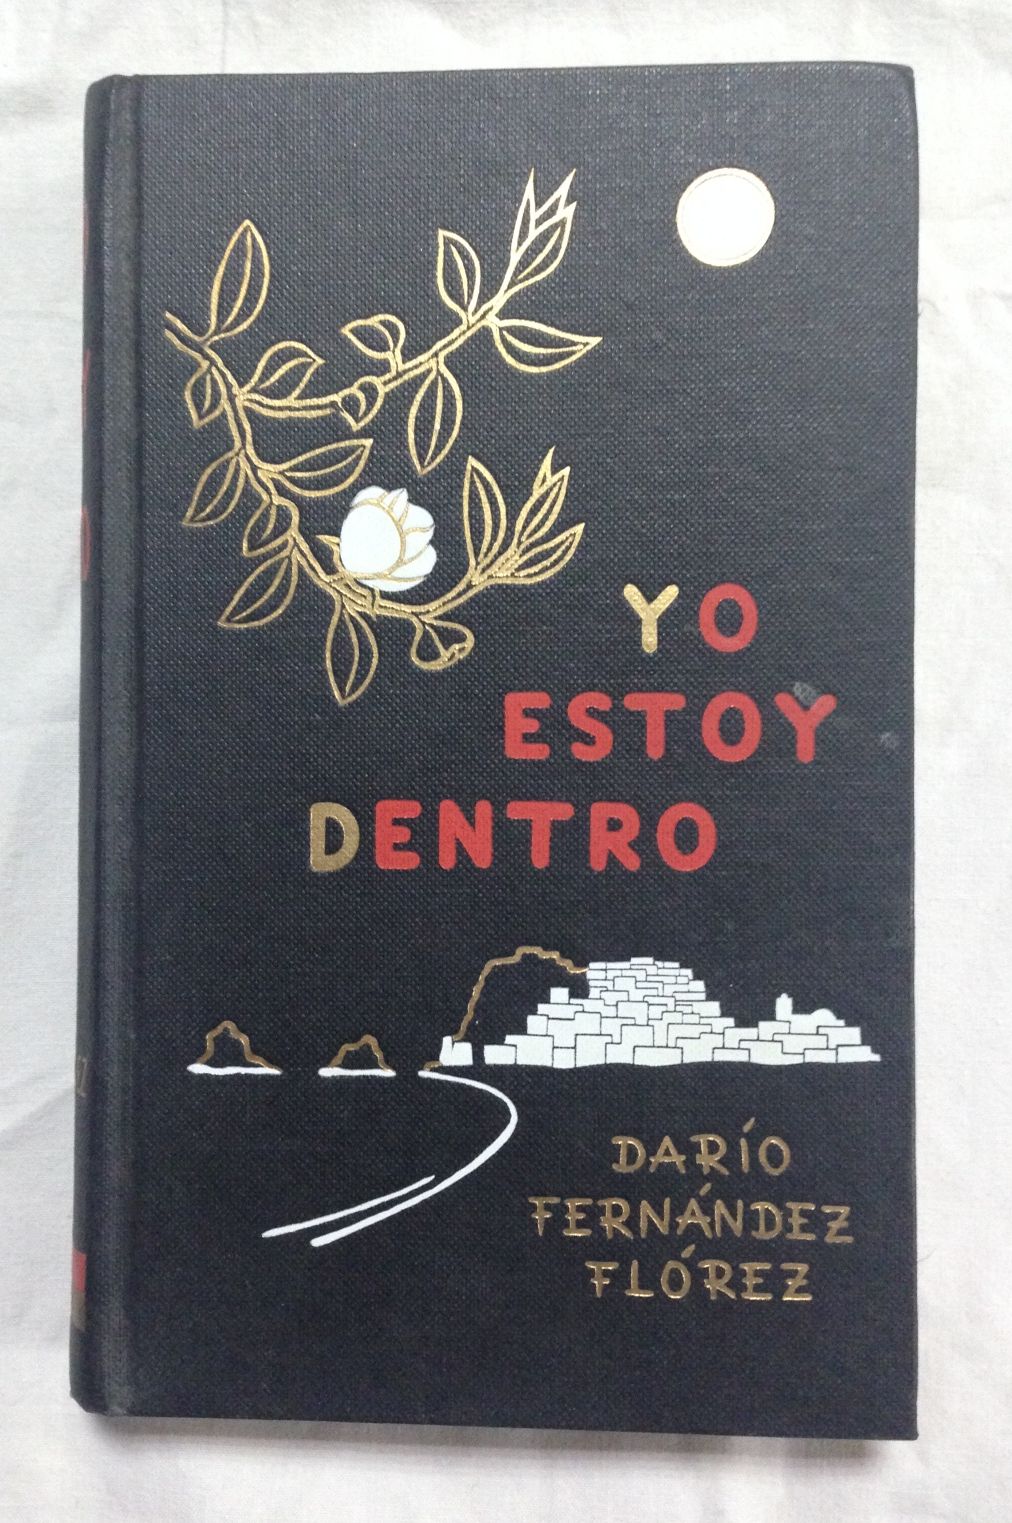 YO
ESTOY
DENTRO
DARÍO
FERNÁNDEZ
FLÓREZ